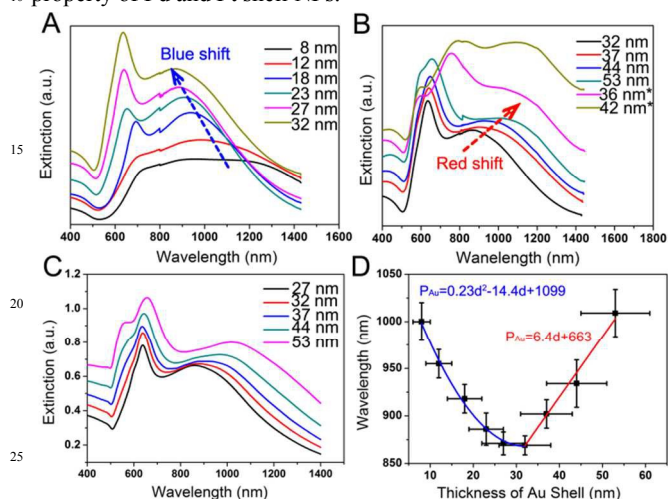 40 property of Pd and Pt shell NPs.
A
Blue shift
8 nm
12 nm
18 nm
23 nm
27 nm
32 nm
Extinction (a.u.)
400 600 800 1000 1200 1400 1600
Wavelength (nm)
B
Red shift
32 nm
37 nm
44 nm
53 nm
36 nm*
42 nm*
Extinction (a.u.)
400 600 800 1000 1200 1400 1600 1800
Wavelength (nm)
15
C
27 nm
32 nm
37 nm
44 nm
53 nm
Extinction (a.u.)
1.2
1.0
0.8
0.6
0.4
0.2
400 600 800 1000 1200 1400
Wavelength (nm)
20
25
D
P_Au=0.23d²-14.4d+1099
P_Au=6.4d+663
Wavelength (nm)
1050
1000
950
900
850
10 20 30 40 50 60
Thickness of Au Shell (nm)